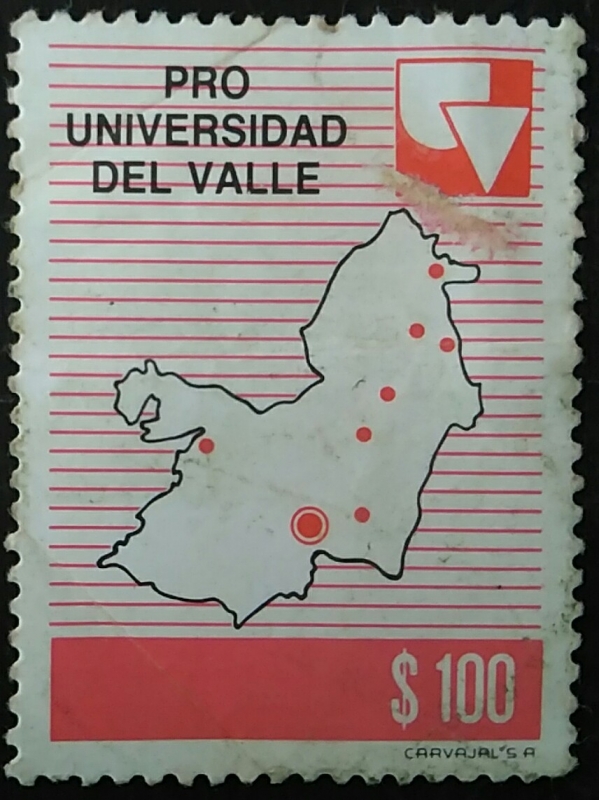 PRO
UNIVERSIDAD
DEL VALLE
$ 100
CARVAJAL S A